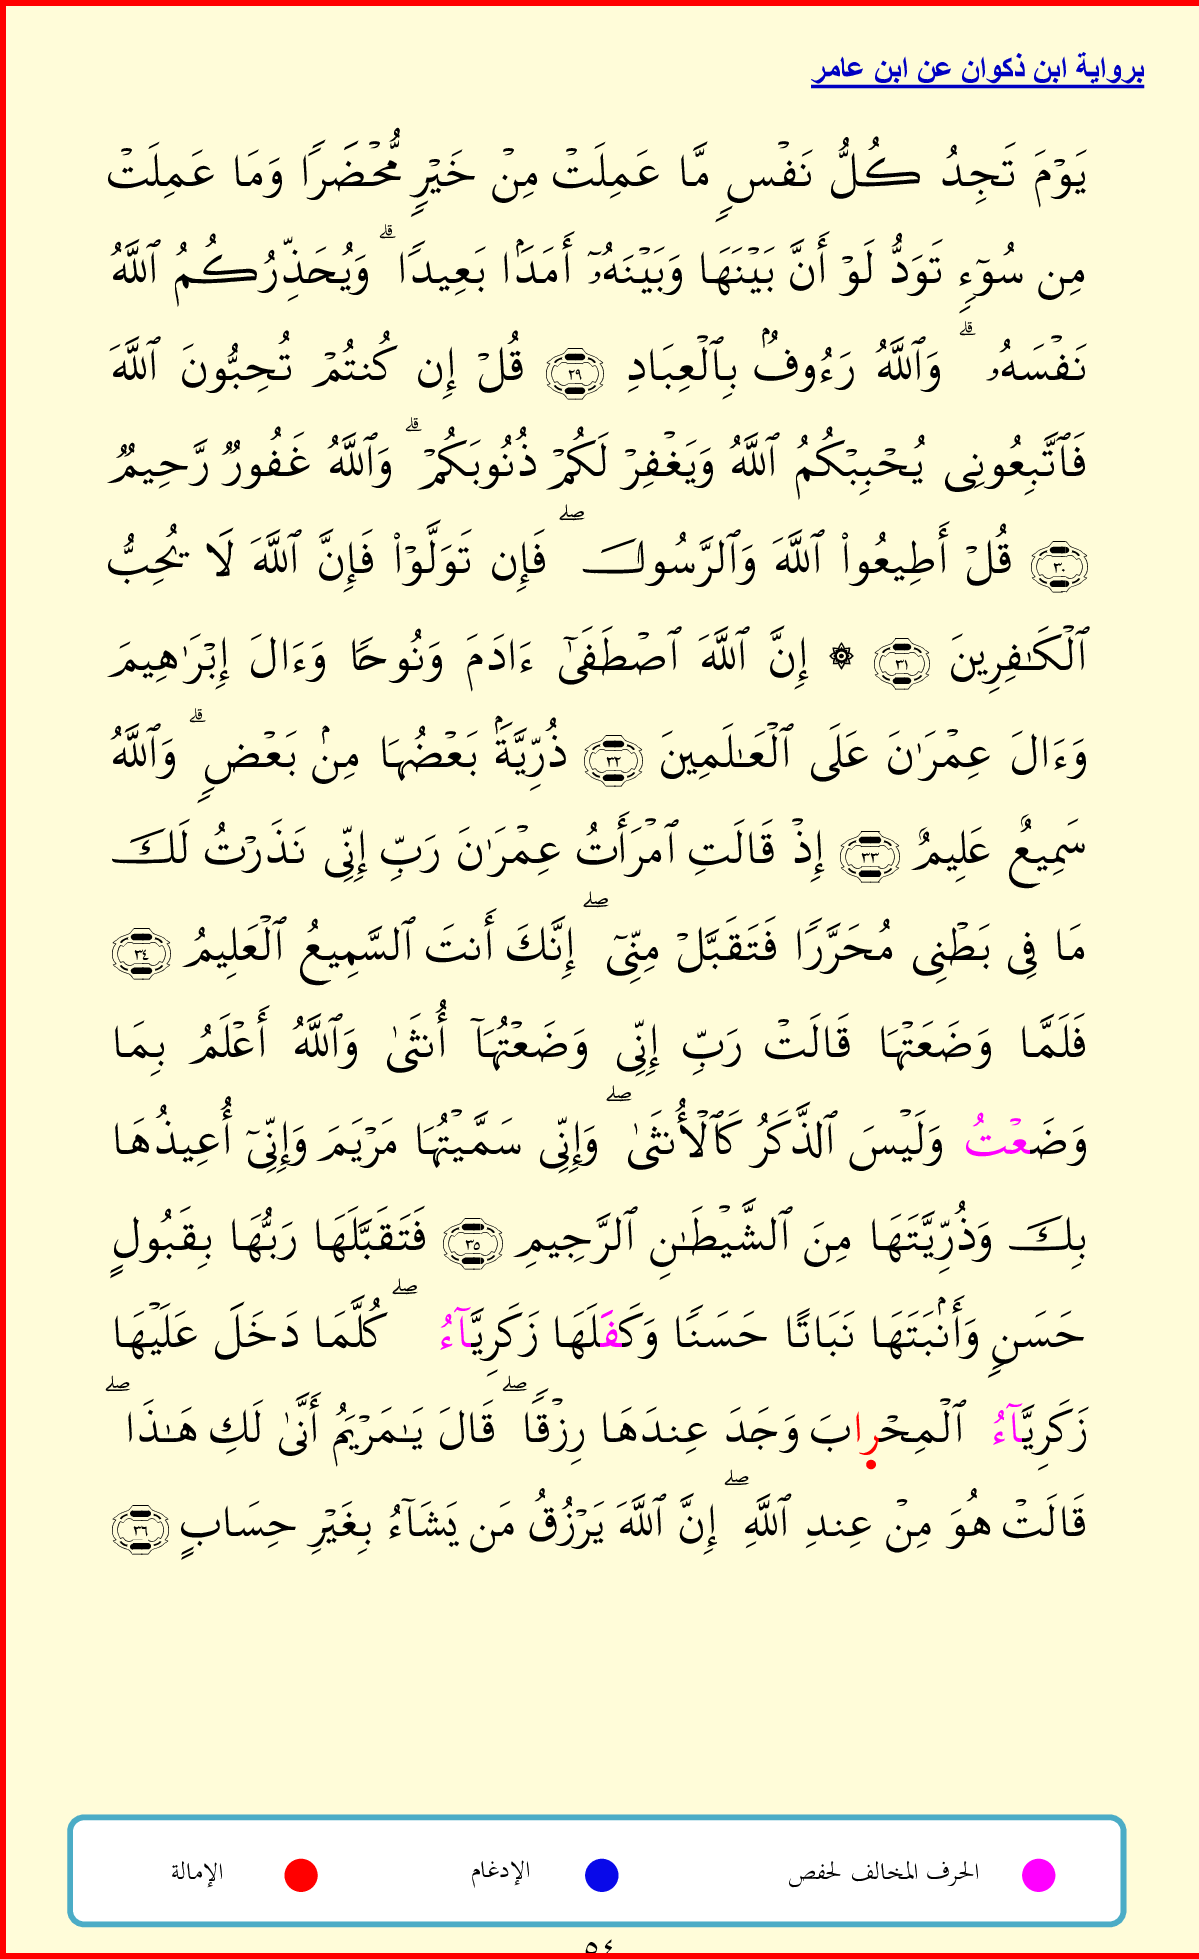 برواية ابن ذكوان عن ابن عامر
يَوْمَ تَجِدُ كُلُّ نَفْسٍ مَّا عَمِلَتْ مِنْ خَيْرٍ مُّحْضَرًا وَمَا عَمِلَتْ
مِن سُوٓءٍ تَوَدُّ لَوْ أَنَّ بَيْنَهَا وَبَيْنَهُۥٓ أَمَدَۢا بَعِيدًا ۗ وَيُحَذِّرُكُمُ ٱللَّهُ
نَفْسَهُۥ ۗ وَٱللَّهُ رَءُوفُۢ بِٱلْعِبَادِ ٢٩ قُلْ إِن كُنتُمْ تُحِبُّونَ ٱللَّهَ
فَٱتَّبِعُونِى يُحْبِبْكُمُ ٱللَّهُ وَيَغْفِرْ لَكُمْ ذُنُوبَكُمْ ۗ وَٱللَّهُ غَفُورٌ رَّحِيمٌ
٣٠ قُلْ أَطِيعُوا۟ ٱللَّهَ وَٱلرَّسُولَ ۖ فَإِن تَوَلَّوْا۟ فَإِنَّ ٱللَّهَ لَا يُحِبُّ
ٱلْكَـٰفِرِينَ ٣١ ۞ إِنَّ ٱللَّهَ ٱصْطَفَىٰٓ ءَادَمَ وَنُوحًا وَءَالَ إِبْرَٰهِيمَ
وَءَالَ عِمْرَٰنَ عَلَى ٱلْعَـٰلَمِينَ ٣٢ ذُرِّيَّةَۢ بَعْضُهَا مِنۢ بَعْضٍ ۗ وَٱللَّهُ
سَمِيعٌ عَلِيمٌ ٣٣ إِذْ قَالَتِ ٱمْرَأَتُ عِمْرَٰنَ رَبِّ إِنِّى نَذَرْتُ لَكَ
مَا فِى بَطْنِى مُحَرَّرًا فَتَقَبَّلْ مِنِّىٓ ۖ إِنَّكَ أَنتَ ٱلسَّمِيعُ ٱلْعَلِيمُ ٣٤
فَلَمَّا وَضَعَتْهَا قَالَتْ رَبِّ إِنِّى وَضَعْتُهَآ أُنثَىٰ وَٱللَّهُ أَعْلَمُ بِمَا
وَضَعْتُ وَلَيْسَ ٱلذَّكَرُ كَٱلْأُنثَىٰ ۖ وَإِنِّى سَمَّيْتُهَا مَرْيَمَ وَإِنِّىٓ أُعِيذُهَا
بِكَ وَذُرِّيَّتَهَا مِنَ ٱلشَّيْطَـٰنِ ٱلرَّجِيمِ ٣٥ فَتَقَبَّلَهَا رَبُّهَا بِقَبُولٍ
حَسَنٍ وَأَنۢبَتَهَا نَبَاتًا حَسَنًا وَكَفَلَهَا زَكَرِيَّآءُ ۖ كُلَّمَا دَخَلَ عَلَيْهَا
زَكَرِيَّآءُ ٱلْمِحْرِابَ وَجَدَ عِندَهَا رِزْقًا ۖ قَالَ يَـٰمَرْيَمُ أَنَّىٰ لَكِ هَـٰذَا ۖ
قَالَتْ هُوَ مِنْ عِندِ ٱللَّهِ ۖ إِنَّ ٱللَّهَ يَرْزُقُ مَن يَشَآءُ بِغَيْرِ حِسَابٍ ٣٦
الحرف المخالف لحفص الإدغام الإمالة
٥٤